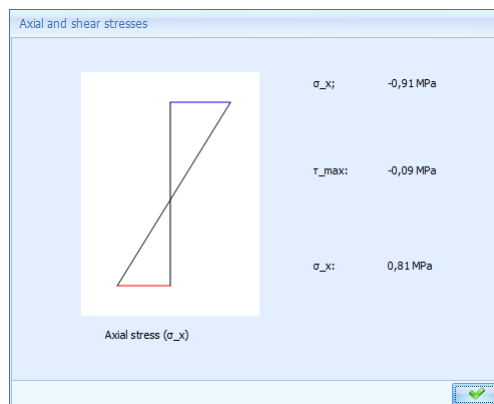 Axial and shear stresses
σ_x; -0,91 MPa
τ_max: -0,09 MPa
σ_x: 0,81 MPa
Axial stress (σ_x)